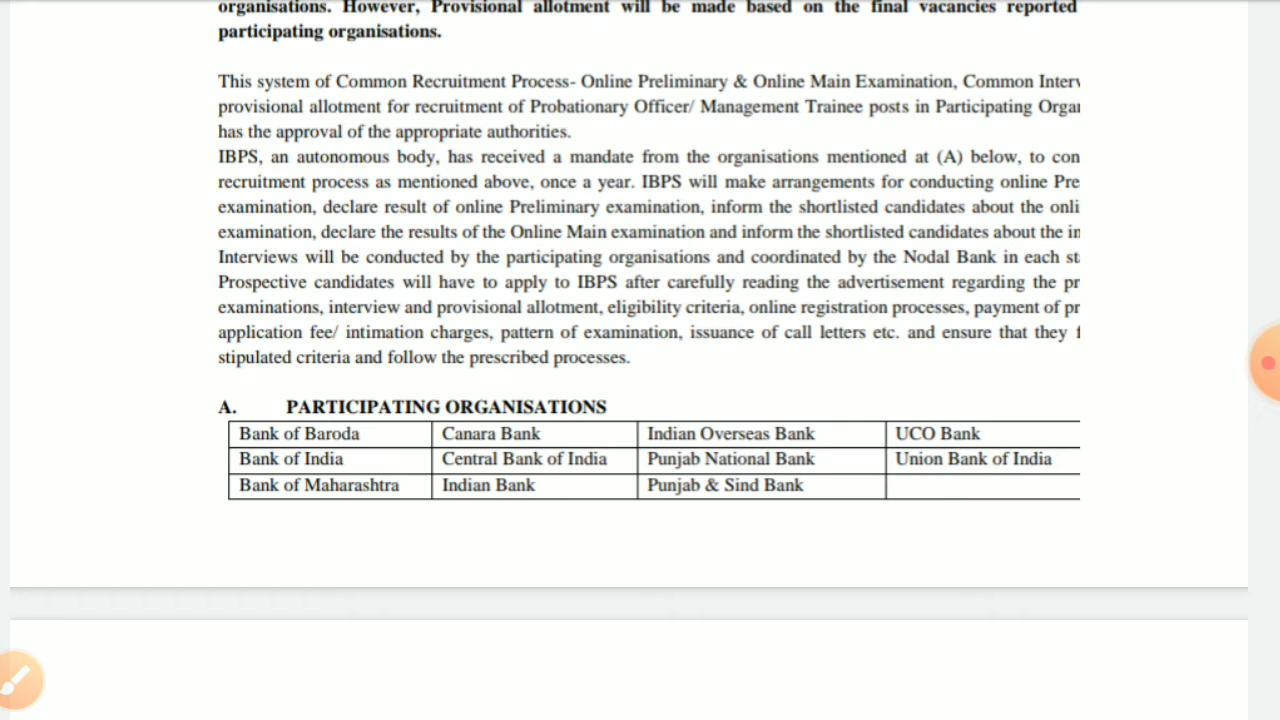 organisations. However, Provisional allotment will be made based on the final vacancies reported
participating organisations.
This system of Common Recruitment Process- Online Preliminary & Online Main Examination, Common
provisional allotment for recruitment of Probationary Officer/ Management Trainee posts in Participating
has the approval of the appropriate authorities.
IBPS, an autonomous body, has received a mandate from the organisations mentioned at (A) below, to
recruitment process as mentioned above, once a year. IBPS will make arrangements for conducting online
examination, declare result of online Preliminary examination, inform the shortlisted candidates about the
examination, declare the results of the Online Main examination and inform the shortlisted candidates about the
Interviews will be conducted by the participating organisations and coordinated by the Nodal Bank in each
Prospective candidates will have to apply to IBPS after carefully reading the advertisement regarding the
examinations, interview and provisional allotment, eligibility criteria, online registration processes, payment of
application fee/ intimation charges, pattern of examination, issuance of call letters etc. and ensure that they
stipulated criteria and follow the prescribed processes.
A. PARTICIPATING ORGANISATIONS
Bank of Baroda Canara Bank Indian Overseas Bank UCO Bank
Bank of India Central Bank of India Punjab National Bank Union Bank of India
Bank of Maharashtra Indian Bank Punjab & Sind Bank